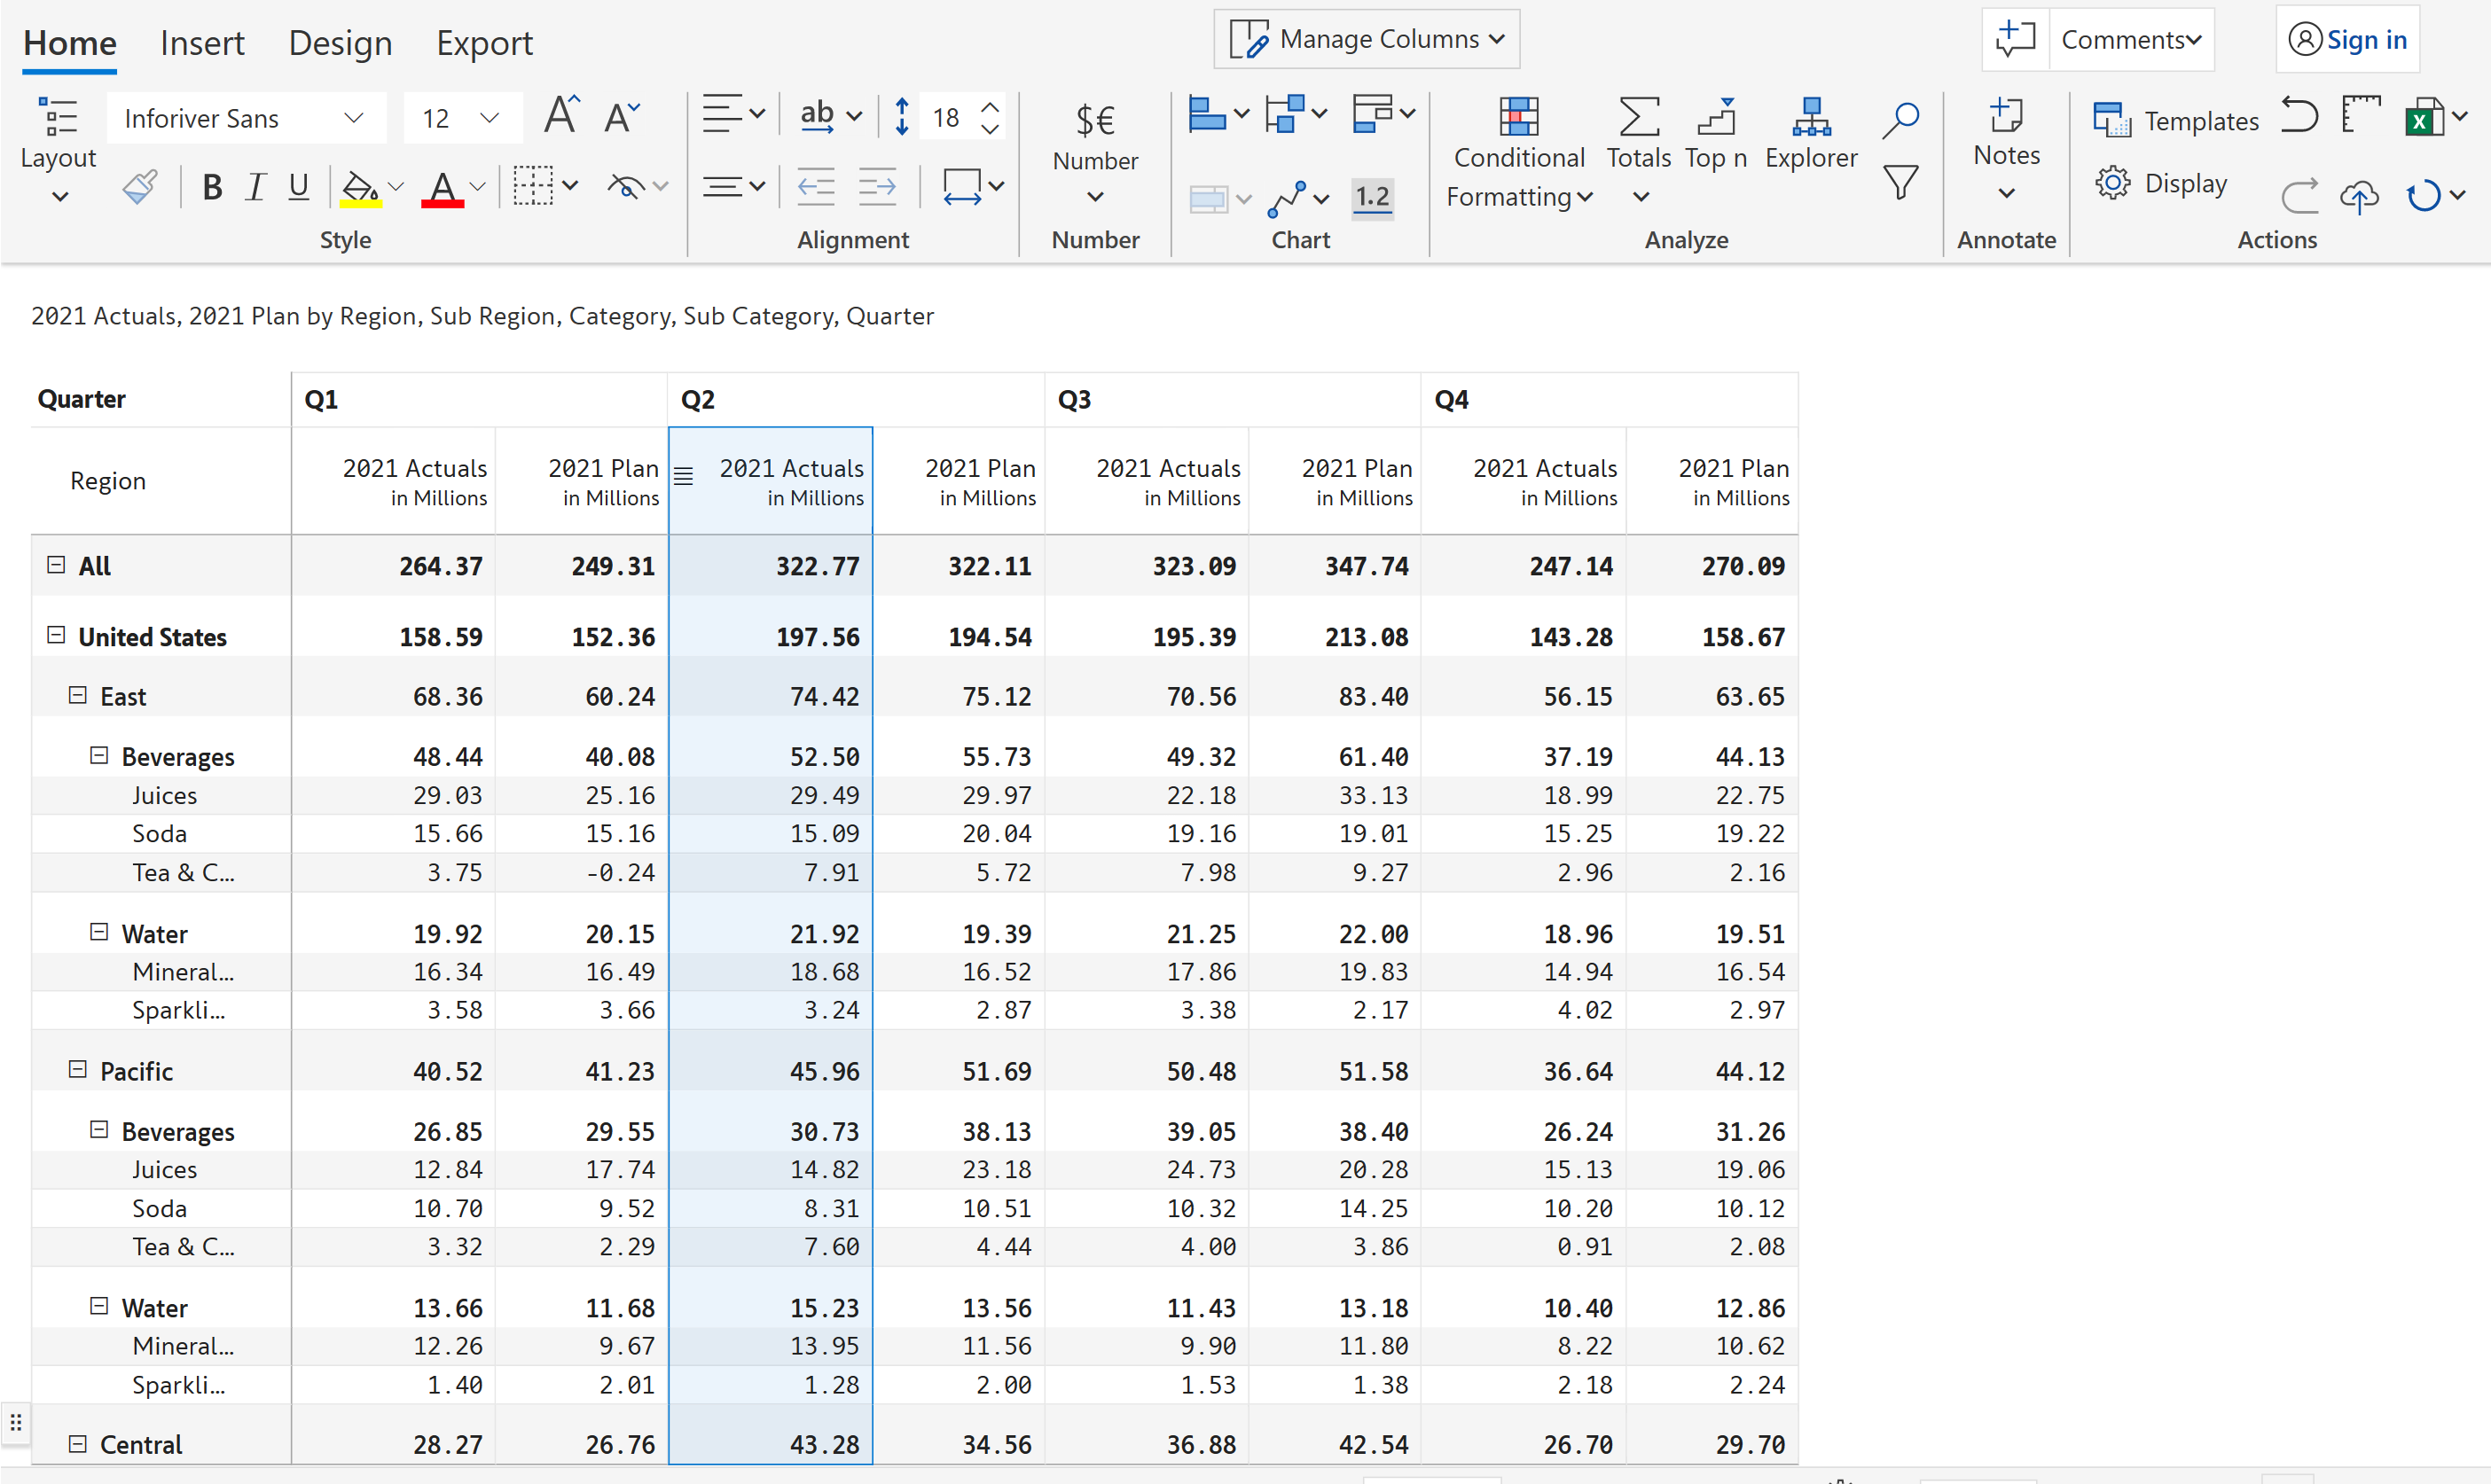 Home Insert Design Export Manage Columns Comments Sign in
Layout Inforiver Sans 12 A A ab 18 $€ Number 1.2 Conditional Formatting Totals Top n Explorer Notes Templates Display
B I U A
Style Alignment Number Chart Analyze Annotate Actions
2021 Actuals, 2021 Plan by Region, Sub Region, Category, Sub Category, Quarter
Quarter Q1 Q2 Q3 Q4
Region 2021 Actuals 2021 Plan 2021 Actuals 2021 Plan 2021 Actuals 2021 Plan 2021 Actuals 2021 Plan
in Millions in Millions in Millions in Millions in Millions in Millions in Millions in Millions
All 264.37 249.31 322.77 322.11 323.09 347.74 247.14 270.09
United States 158.59 152.36 197.56 194.54 195.39 213.08 143.28 158.67
East 68.36 60.24 74.42 75.12 70.56 83.40 56.15 63.65
Beverages 48.44 40.08 52.50 55.73 49.32 61.40 37.19 44.13
Juices 29.03 25.16 29.49 29.97 22.18 33.13 18.99 22.75
Soda 15.66 15.16 15.09 20.04 19.16 19.01 15.25 19.22
Tea & C... 3.75 -0.24 7.91 5.72 7.98 9.27 2.96 2.16
Water 19.92 20.15 21.92 19.39 21.25 22.00 18.96 19.51
Mineral... 16.34 16.49 18.68 16.52 17.86 19.83 14.94 16.54
Sparkli... 3.58 3.66 3.24 2.87 3.38 2.17 4.02 2.97
Pacific 40.52 41.23 45.96 51.69 50.48 51.58 36.64 44.12
Beverages 26.85 29.55 30.73 38.13 39.05 38.40 26.24 31.26
Juices 12.84 17.74 14.82 23.18 24.73 20.28 15.13 19.06
Soda 10.70 9.52 8.31 10.51 10.32 14.25 10.20 10.12
Tea & C... 3.32 2.29 7.60 4.44 4.00 3.86 0.91 2.08
Water 13.66 11.68 15.23 13.56 11.43 13.18 10.40 12.86
Mineral... 12.26 9.67 13.95 11.56 9.90 11.80 8.22 10.62
Sparkli... 1.40 2.01 1.28 2.00 1.53 1.38 2.18 2.24
Central 28.27 26.76 43.28 34.56 36.88 42.54 26.70 29.70